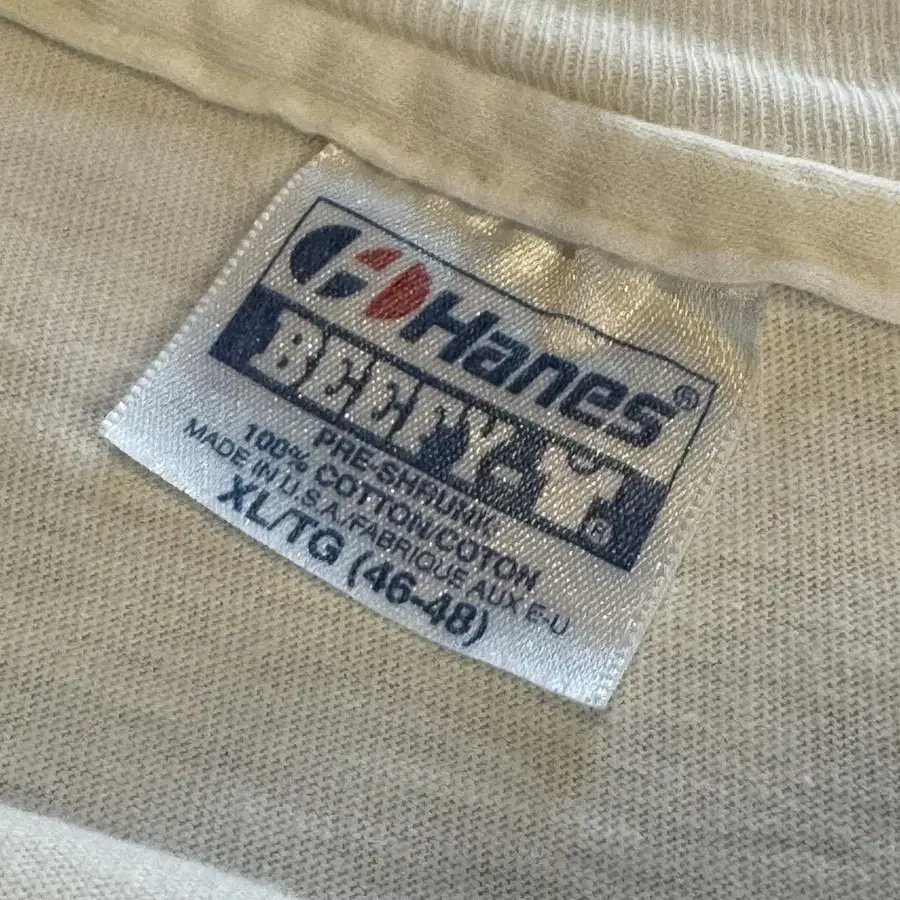 Hanes®
BEEFY-T®
PRE-SHRUNK
100% COTTON/COTON
MADE IN U.S.A/FABRIQUE AUX E-U
XL/TG (46-48)